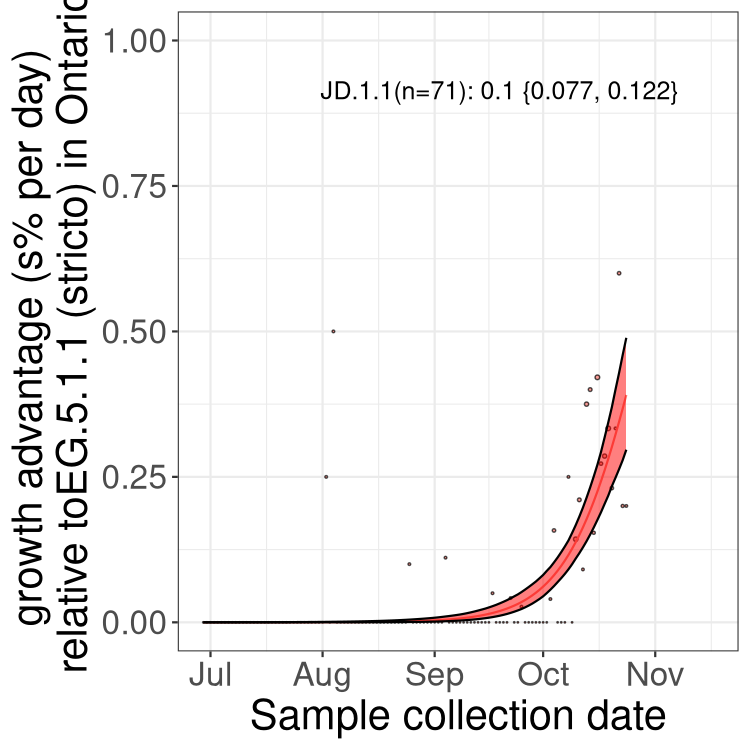 growth advantage (s% per day)
relative toEG.5.1.1 (stricto) in Ontario
1.00
0.75
0.50
0.25
0.00
JD.1.1(n=71): 0.1 {0.077, 0.122}
Jul Aug Sep Oct Nov
Sample collection date